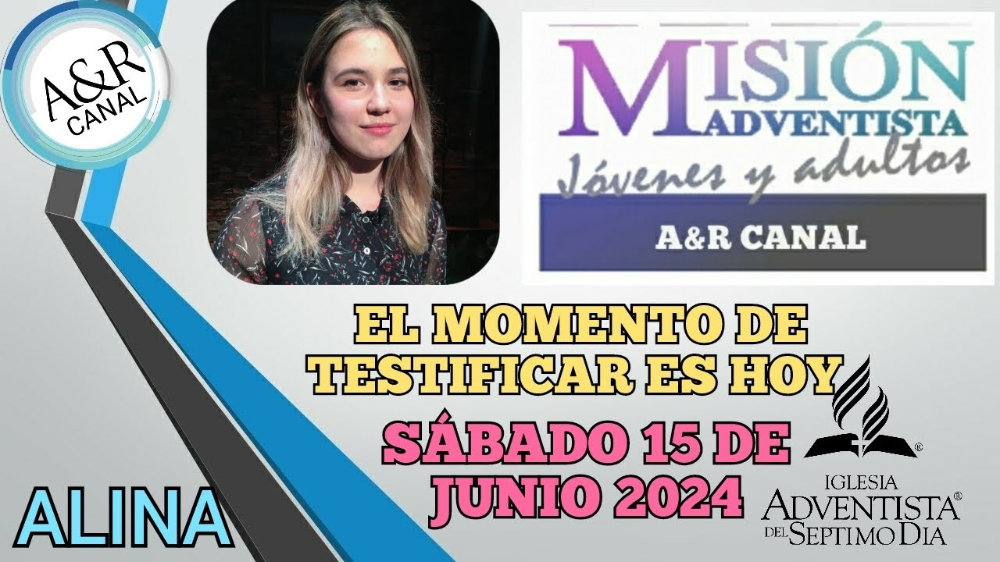 A&R
CANAL
MISIÓN
ADVENTISTA
Jóvenes y adultos
A&R CANAL
EL MOMENTO DE
TESTIFICAR ES HOY
SÁBADO 15 DE
JUNIO 2024
®
IGLESIA
ADVENTISTA®
DEL SEPTIMO DIA
ALINA